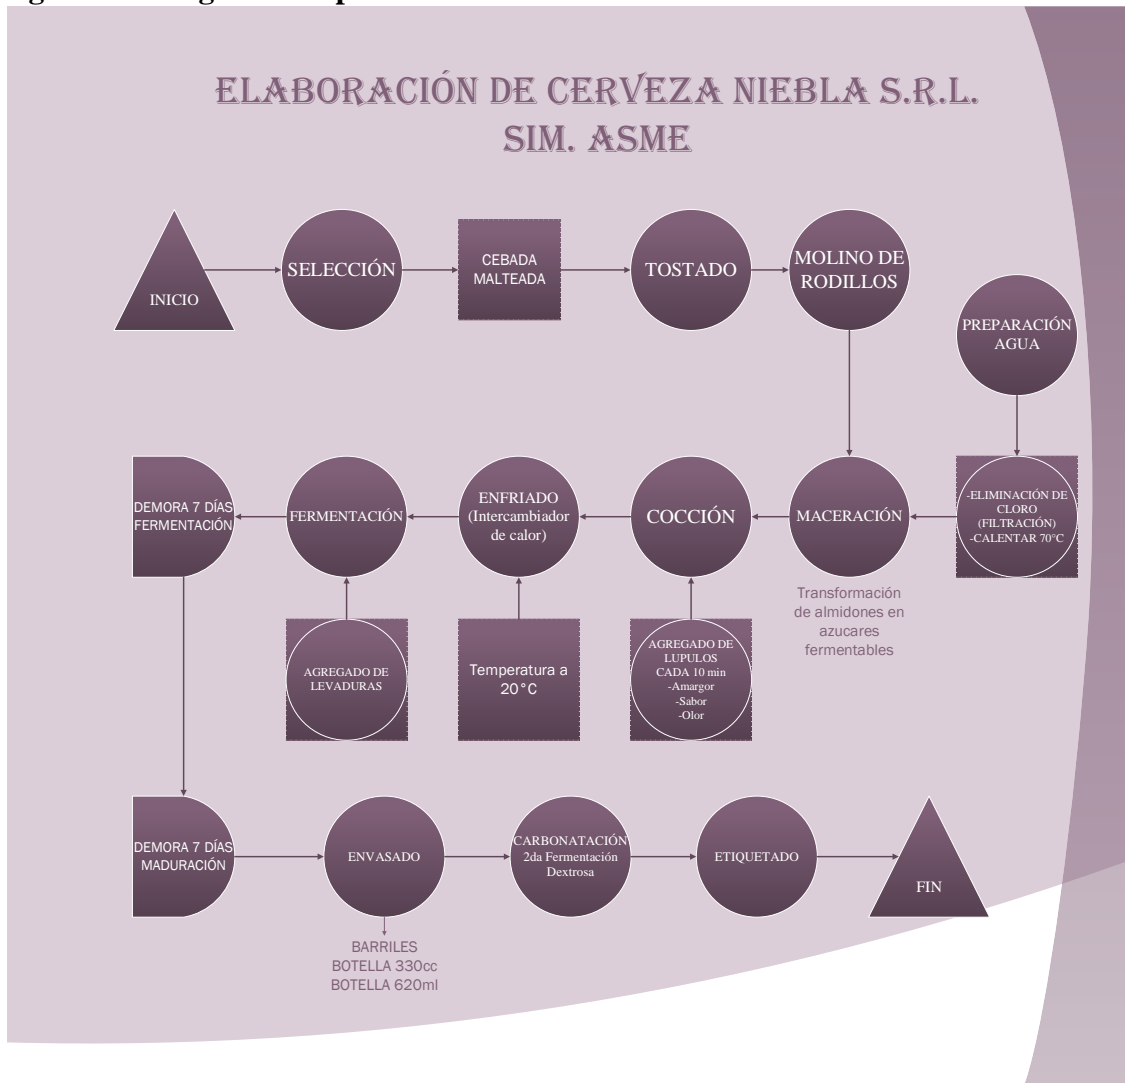 ELABORACIÓN DE CERVEZA NIEBLA S.R.L.
SIM. ASME
INICIO
SELECCIÓN
CEBADA
MALTEADA
TOSTADO
MOLINO DE
RODILLOS
PREPARACIÓN
AGUA
-ELIMINACIÓN DE
CLORO
(FILTRACIÓN)
-CALENTAR 70°C
MACERACIÓN
Transformación
de almidones en
azucares
fermentables
COCCIÓN
AGREGADO DE
LUPULOS
CADA 10 min
-Amargor
-Sabor
-Olor
ENFRIADO
(Intercambiador
de calor)
Temperatura a
20°C
FERMENTACIÓN
AGREGADO DE
LEVADURAS
DEMORA 7 DÍAS
FERMENTACIÓN
DEMORA 7 DÍAS
MADURACIÓN
ENVASADO
BARRILES
BOTELLA 330cc
BOTELLA 620ml
CARBONATACIÓN
2da Fermentación
Dextrosa
ETIQUETADO
FIN